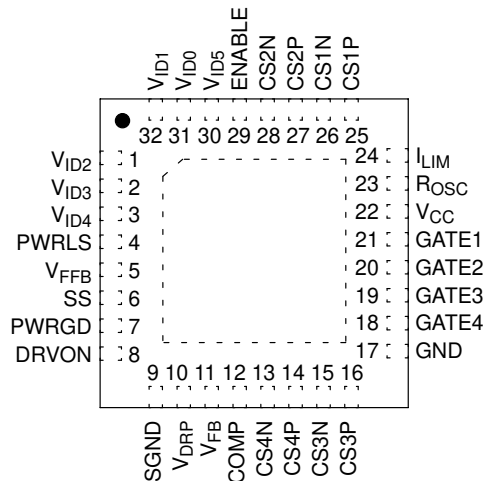 VID1 VID0 VID5 ENABLE CS2N CS2P CS1N CS1P
32 31 30 29 28 27 26 25
VID2 1 24 ILIM
VID3 2 23 ROSC
VID4 3 22 VCC
PWRLS 4 21 GATE1
VFFB 5 20 GATE2
SS 6 19 GATE3
PWRGD 7 18 GATE4
DRVON 8 17 GND
9 10 11 12 13 14 15 16
SGND VDRP VFB COMP CS4N CS4P CS3N CS3P